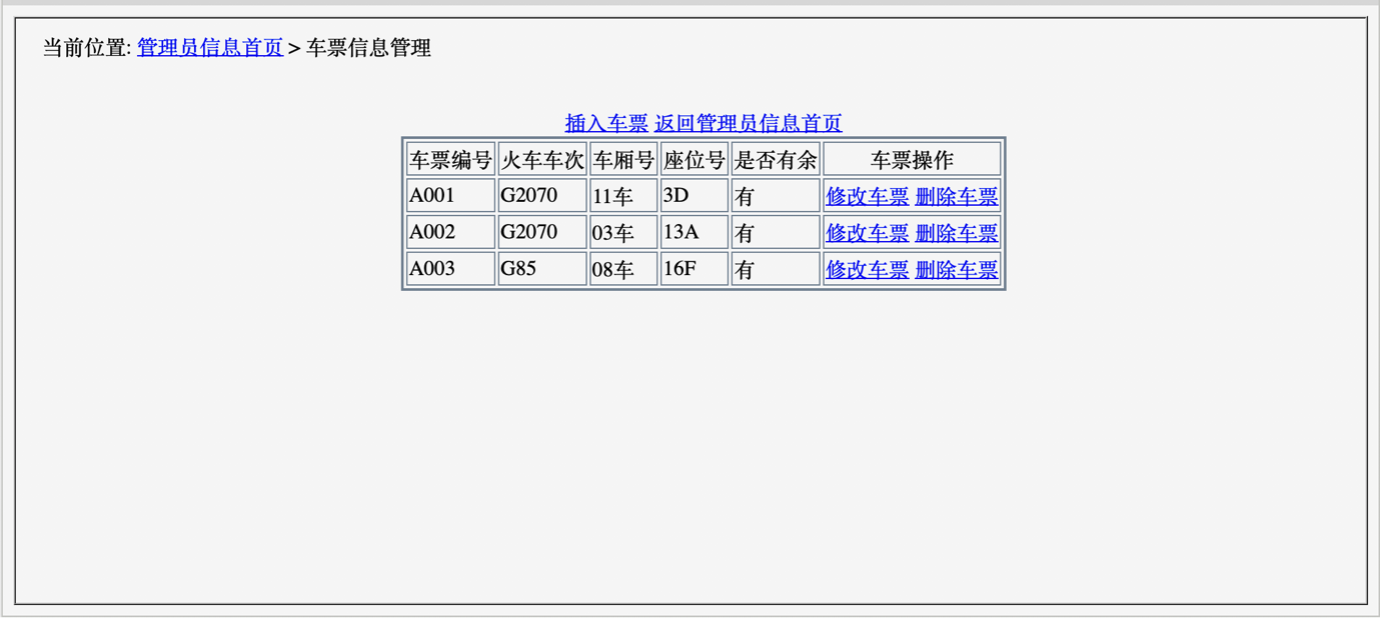 当前位置: 管理员信息首页 > 车票信息管理
插入车票 返回管理员信息首页
车票编号 火车车次 车厢号 座位号 是否有余 车票操作
A001 G2070 11车 3D 有 修改车票 删除车票
A002 G2070 03车 13A 有 修改车票 删除车票
A003 G85 08车 16F 有 修改车票 删除车票